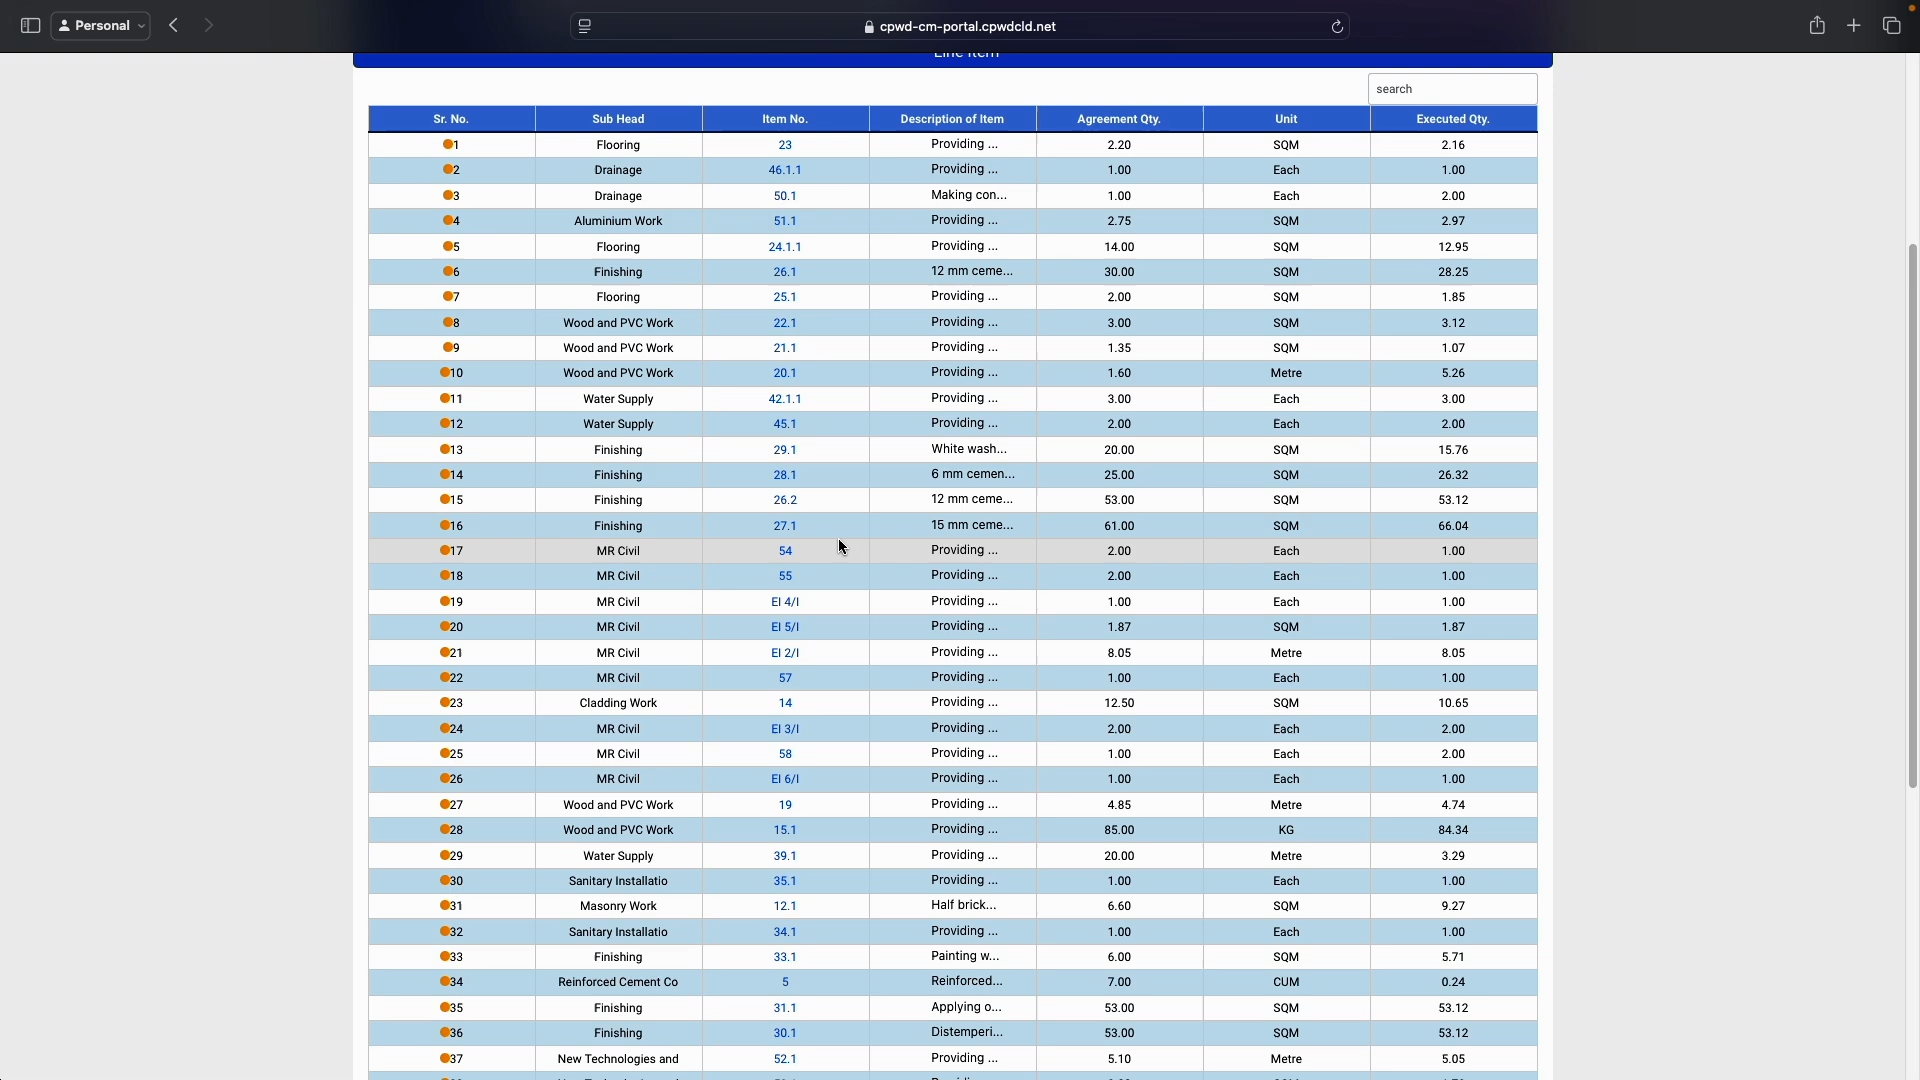 Personal
cpwd-cm-portal.cpwdcld.net
Line Item
search
Sr. No. Sub Head Item No. Description of Item Agreement Qty. Unit Executed Qty.
1 Flooring 23 Providing ... 2.20 SQM 2.16
2 Drainage 46.1.1 Providing ... 1.00 Each 1.00
3 Drainage 50.1 Making con... 1.00 Each 2.00
4 Aluminium Work 51.1 Providing ... 2.75 SQM 2.97
5 Flooring 24.1.1 Providing ... 14.00 SQM 12.95
6 Finishing 26.1 12 mm ceme... 30.00 SQM 28.25
7 Flooring 25.1 Providing ... 2.00 SQM 1.85
8 Wood and PVC Work 22.1 Providing ... 3.00 SQM 3.12
9 Wood and PVC Work 21.1 Providing ... 1.35 SQM 1.07
10 Wood and PVC Work 20.1 Providing ... 1.60 Metre 5.26
11 Water Supply 42.1.1 Providing ... 3.00 Each 3.00
12 Water Supply 45.1 Providing ... 2.00 Each 2.00
13 Finishing 29.1 White wash... 20.00 SQM 15.76
14 Finishing 28.1 6 mm cemen... 25.00 SQM 26.32
15 Finishing 26.2 12 mm ceme... 53.00 SQM 53.12
16 Finishing 27.1 15 mm ceme... 61.00 SQM 66.04
17 MR Civil 54 Providing ... 2.00 Each 1.00
18 MR Civil 55 Providing ... 2.00 Each 1.00
19 MR Civil EI 4/I Providing ... 1.00 Each 1.00
20 MR Civil EI 5/I Providing ... 1.87 SQM 1.87
21 MR Civil EI 2/I Providing ... 8.05 Metre 8.05
22 MR Civil 57 Providing ... 1.00 Each 1.00
23 Cladding Work 14 Providing ... 12.50 SQM 10.65
24 MR Civil EI 3/I Providing ... 2.00 Each 2.00
25 MR Civil 58 Providing ... 1.00 Each 2.00
26 MR Civil EI 6/I Providing ... 1.00 Each 1.00
27 Wood and PVC Work 19 Providing ... 4.85 Metre 4.74
28 Wood and PVC Work 15.1 Providing ... 85.00 KG 84.34
29 Water Supply 39.1 Providing ... 20.00 Metre 3.29
30 Sanitary Installatio 35.1 Providing ... 1.00 Each 1.00
31 Masonry Work 12.1 Half brick... 6.60 SQM 9.27
32 Sanitary Installatio 34.1 Providing ... 1.00 Each 1.00
33 Finishing 33.1 Painting w... 6.00 SQM 5.71
34 Reinforced Cement Co 5 Reinforced... 7.00 CUM 0.24
35 Finishing 31.1 Applying o... 53.00 SQM 53.12
36 Finishing 30.1 Distemperi... 53.00 SQM 53.12
37 New Technologies and 52.1 Providing ... 5.10 Metre 5.05